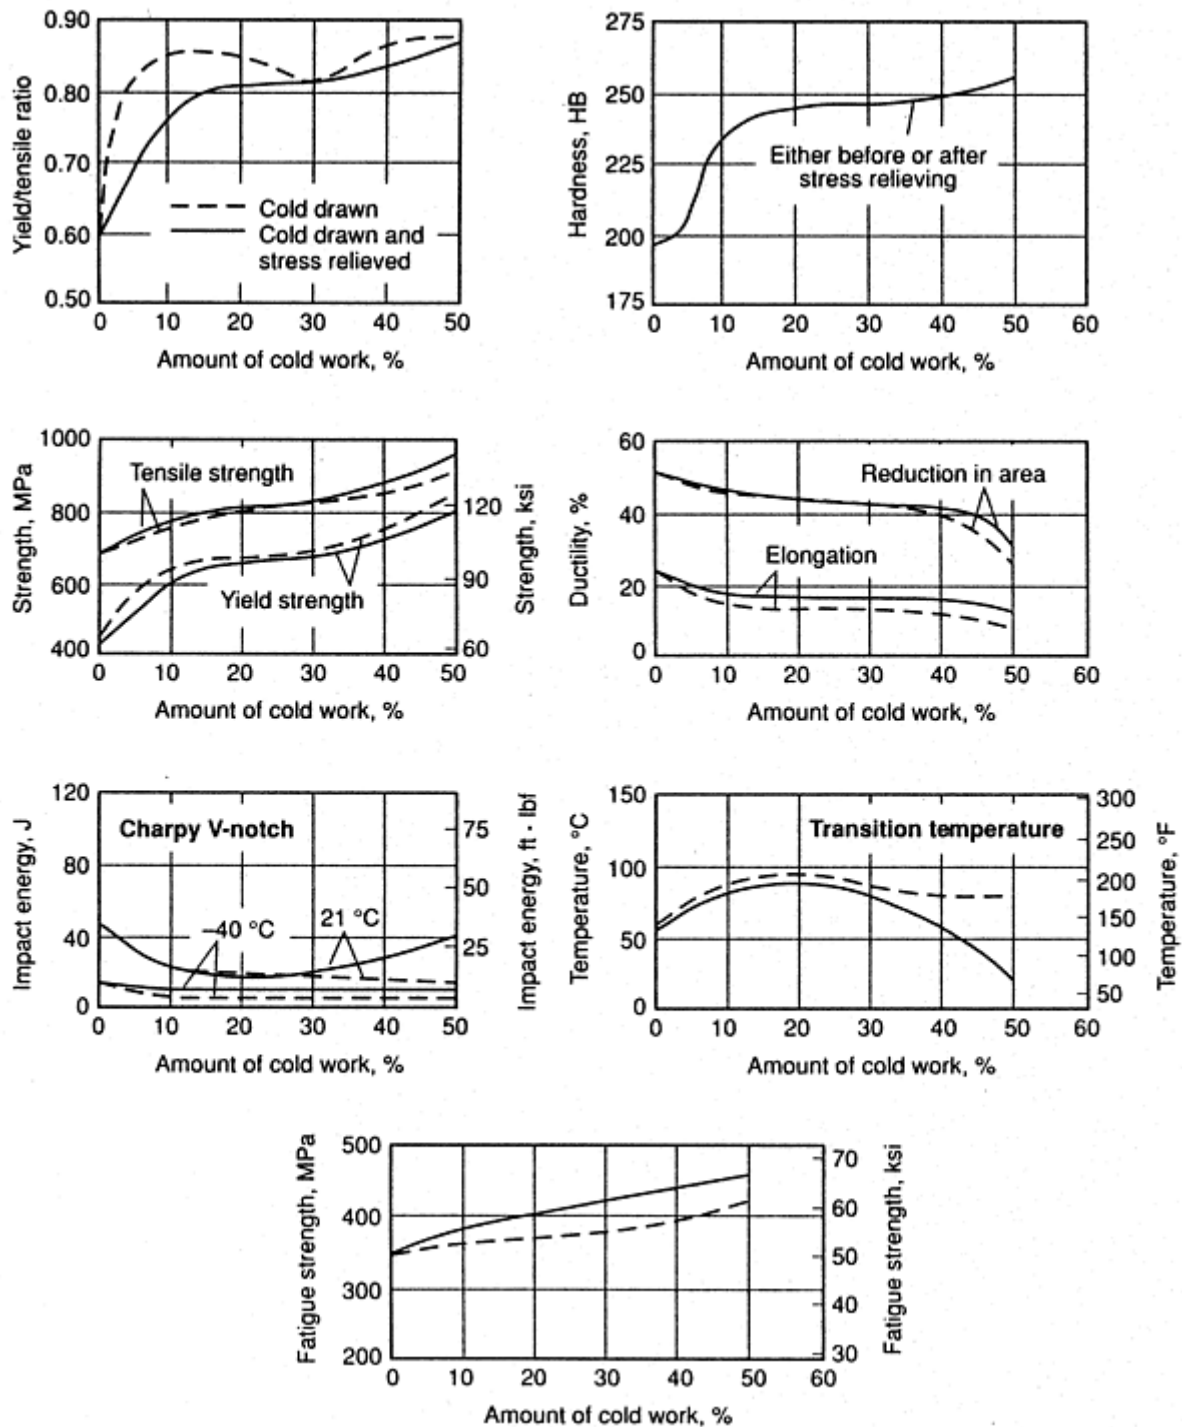 0.90
0.80
0.70
0.60
0.50
Yield/tensile ratio
Cold drawn
Cold drawn and
stress relieved
0 10 20 30 40 50
Amount of cold work, %
275
250
225
200
175
Hardness, HB
Either before or after
stress relieving
0 10 20 30 40 50 60
Amount of cold work, %
1000
800
600
400
Strength, MPa
Tensile strength
Yield strength
120
90
60
Strength, ksi
0 10 20 30 40 50
Amount of cold work, %
60
40
20
0
Ductility, %
Reduction in area
Elongation
0 10 20 30 40 50 60
Amount of cold work, %
120
80
40
0
Impact energy, J
Charpy V-notch
–40 °C
21 °C
75
50
25
Impact energy, ft · lbf
0 10 20 30 40 50
Amount of cold work, %
150
100
50
0
Temperature, °C
Transition temperature
300
250
200
150
100
50
Temperature, °F
0 10 20 30 40 50 60
Amount of cold work, %
500
400
300
200
Fatigue strength, MPa
70
60
50
40
30
Fatigue strength, ksi
0 10 20 30 40 50 60
Amount of cold work, %